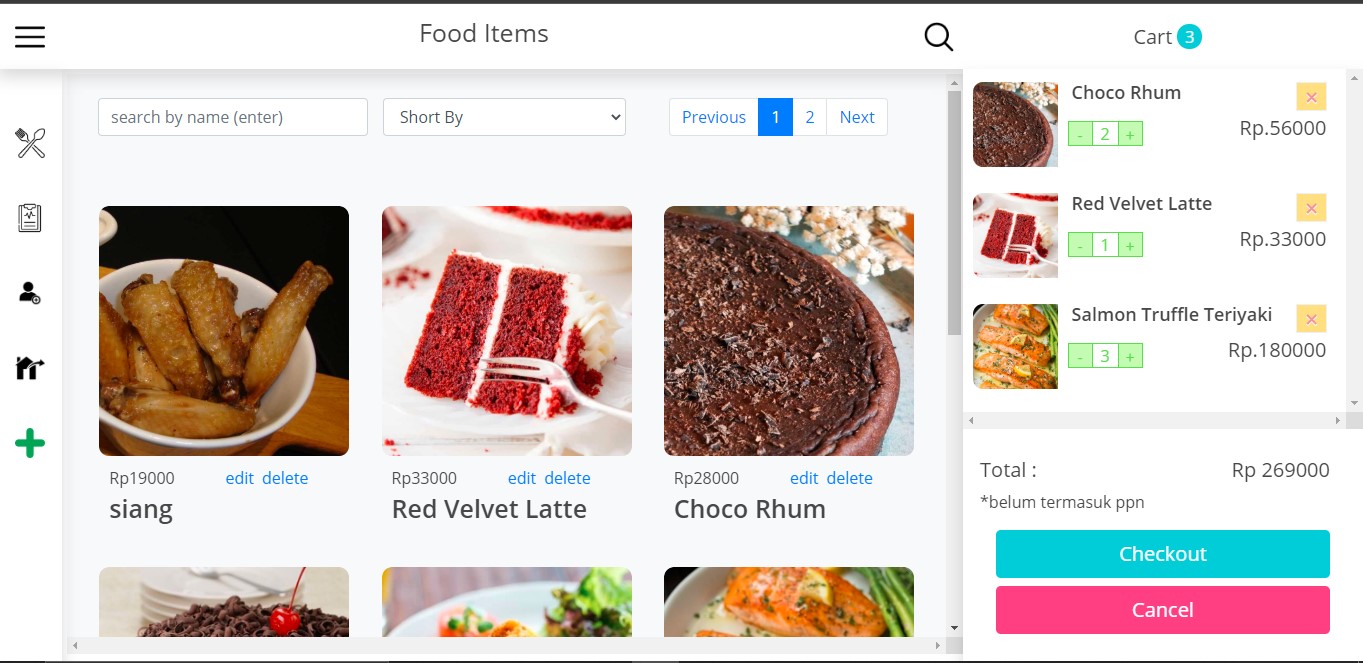 Food Items
Cart 3
search by name (enter)
Short By
Previous 1 2 Next
Rp19000 edit delete
siang
Rp33000 edit delete
Red Velvet Latte
Rp28000 edit delete
Choco Rhum
Choco Rhum ×
- 2 + Rp.56000
Red Velvet Latte ×
- 1 + Rp.33000
Salmon Truffle Teriyaki ×
- 3 + Rp.180000
Total : Rp 269000
*belum termasuk ppn
Checkout
Cancel